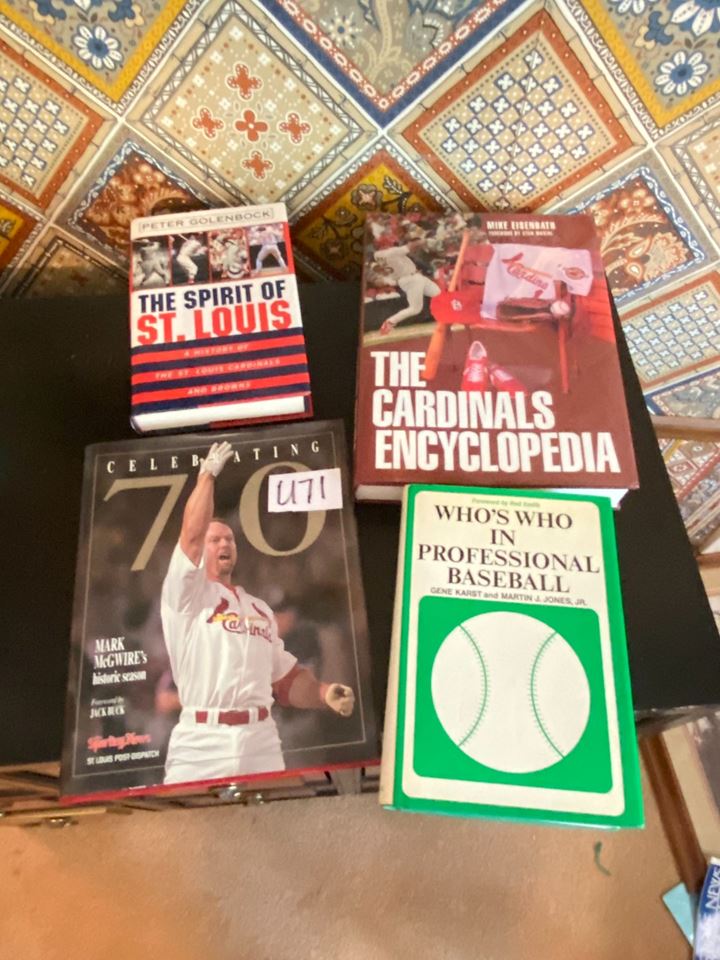 PETER GOLENBOCK
THE SPIRIT OF
ST. LOUIS
A HISTORY OF
THE ST. LOUIS CARDINALS
AND BROWNS
MIKE EISENBATH
FOREWORD BY STAN MUSIAL
Cardinals
THE
CARDINALS
ENCYCLOPEDIA
CELEBRATING
70
U71
Cardinals
MARK
McGWIRE's
historic season
Foreword by
JACK BUCK
Sporting News
ST. LOUIS POST-DISPATCH
Foreword by Red Smith
WHO'S WHO
IN
PROFESSIONAL
BASEBALL
GENE KARST and MARTIN J. JONES, JR.
NEWS